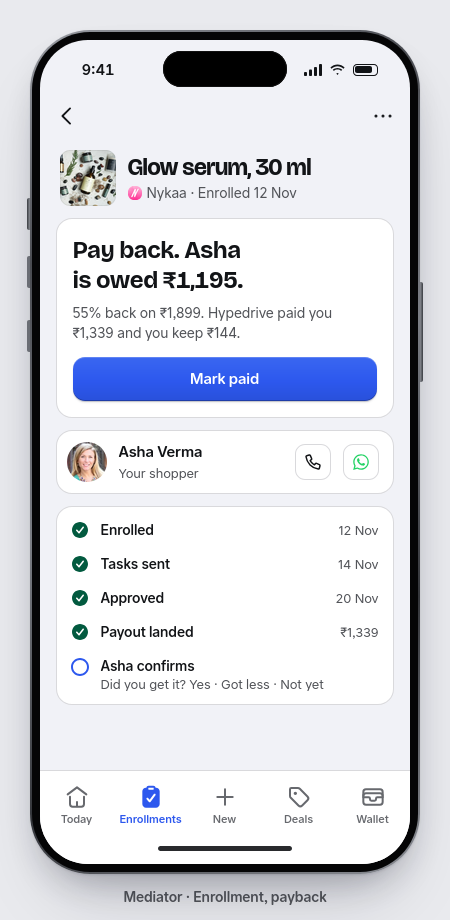 9:41
Glow serum, 30 ml
Nykaa · Enrolled 12 Nov
Pay back. Asha
is owed ₹1,195.
55% back on ₹1,899. Hypedrive paid you
₹1,339 and you keep ₹144.
Mark paid
Asha Verma
Your shopper
Enrolled 12 Nov
Tasks sent 14 Nov
Approved 20 Nov
Payout landed ₹1,339
Asha confirms
Did you get it? Yes · Got less · Not yet
Today Enrollments New Deals Wallet
Mediator · Enrollment, payback